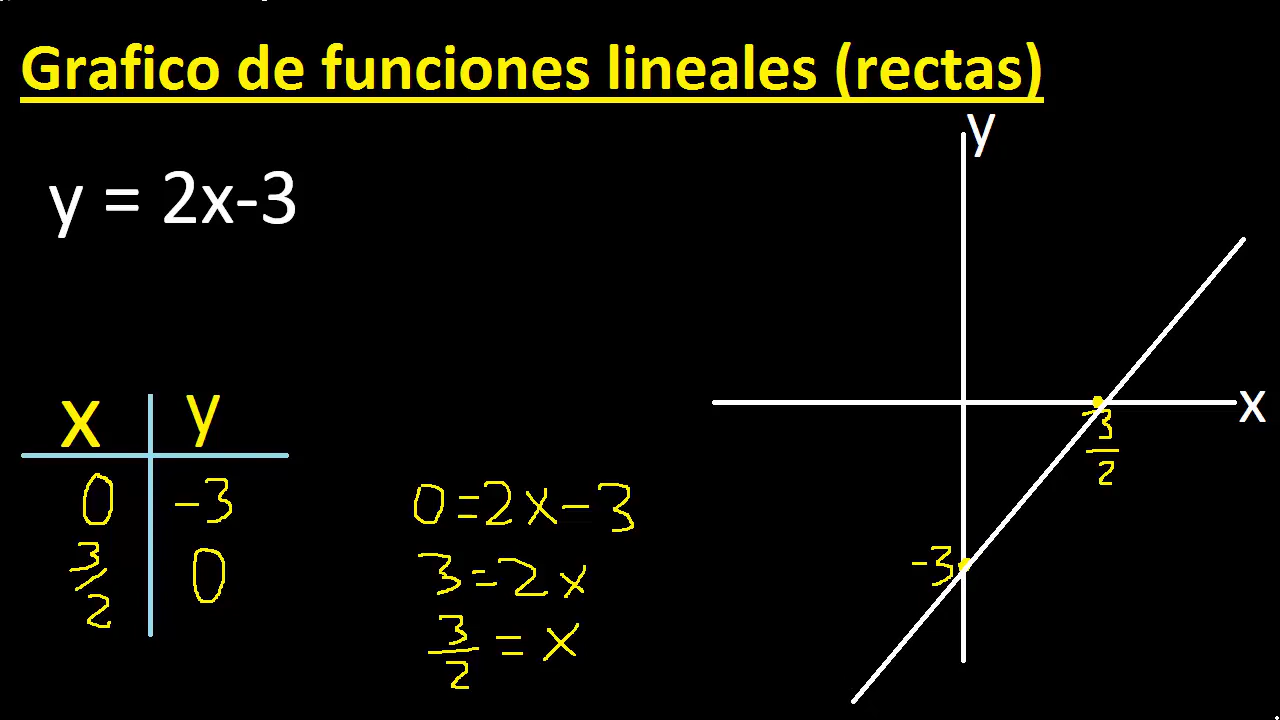 Grafico de funciones lineales (rectas)
y = 2x-3
x y
0 -3
3/2 0
0=2x-3
3=2x
3/2 = x
y
x
3/2
-3